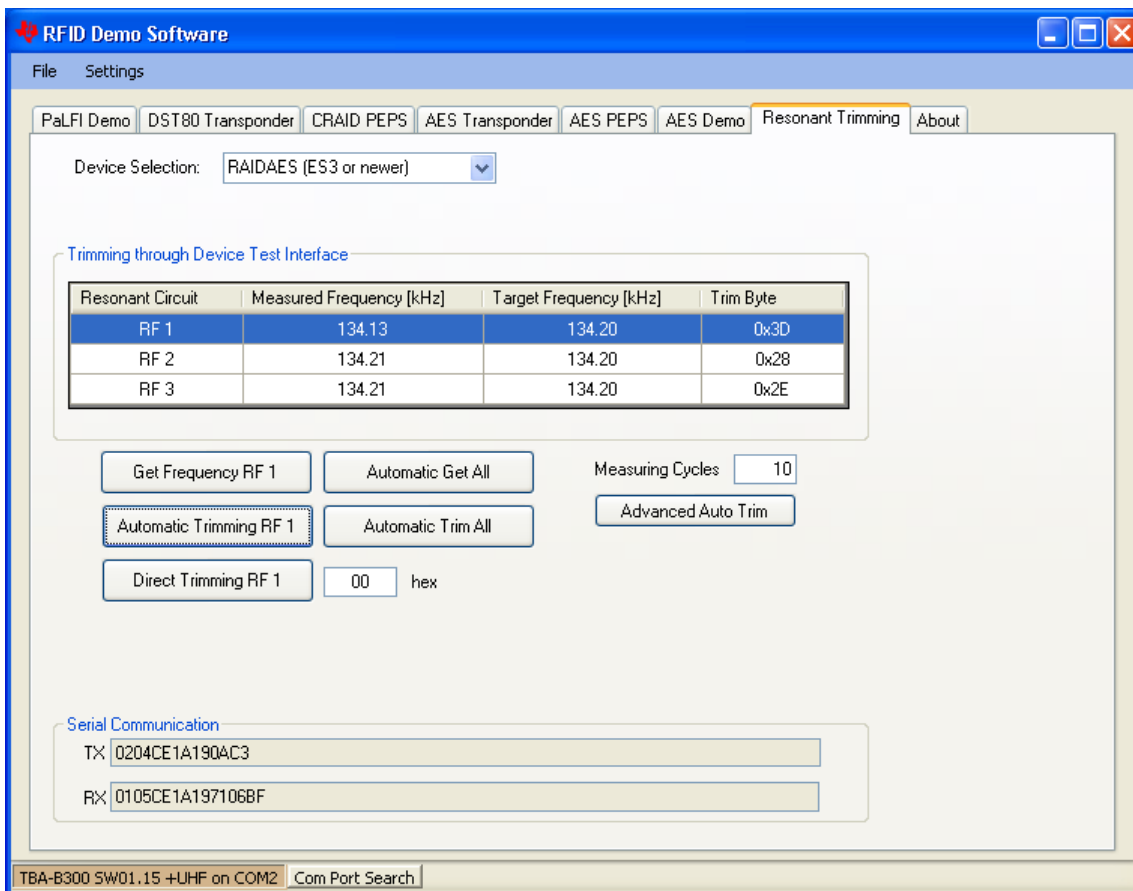 RFID Demo Software
File Settings
PaLFI Demo DST80 Transponder CRAID PEPS AES Transponder AES PEPS AES Demo Resonant Trimming About
Device Selection: RAIDAES (ES3 or newer)
Trimming through Device Test Interface
Resonant Circuit Measured Frequency [kHz] Target Frequency [kHz] Trim Byte
RF 1 134.13 134.20 0x3D
RF 2 134.21 134.20 0x28
RF 3 134.21 134.20 0x2E
Get Frequency RF 1 Automatic Get All Measuring Cycles 10
Automatic Trimming RF 1 Automatic Trim All Advanced Auto Trim
Direct Trimming RF 1 00 hex
Serial Communication
TX 0204CE1A190AC3
RX 0105CE1A197106BF
TBA-B300 SW01.15 +UHF on COM2 Com Port Search